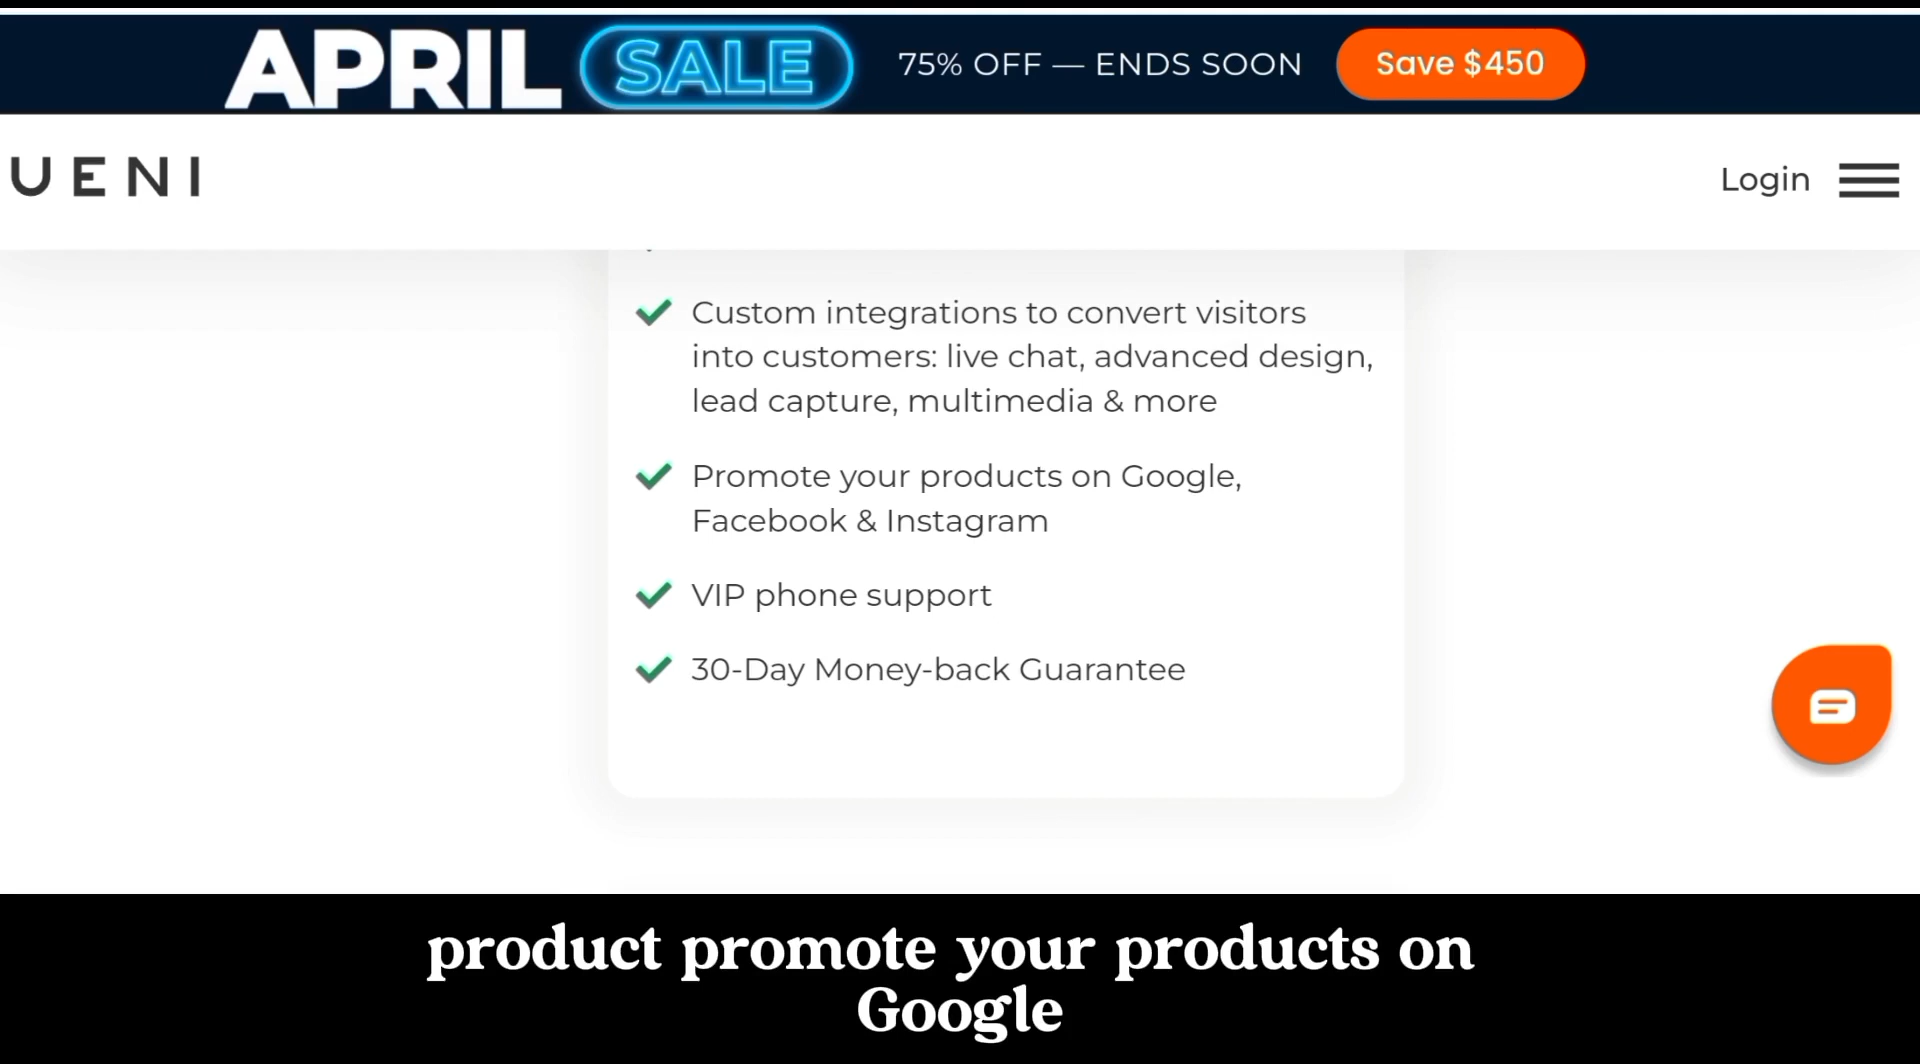 APRIL SALE 75% OFF — ENDS SOON Save $450
UENI Login
Custom integrations to convert visitors
into customers: live chat, advanced design,
lead capture, multimedia & more
Promote your products on Google,
Facebook & Instagram
VIP phone support
30-Day Money-back Guarantee
product promote your products on
Google